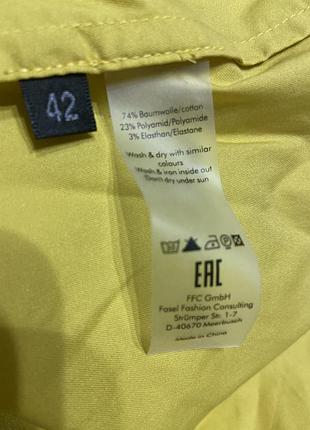 42
74% Baumwolle/cotton
23% Polyamid/Polyamide
3% Elasthan/Elastane
Wash & dry with similar
colours
Wash & iron inside out
Don't dry under sun
EAC
FFC GmbH
Fasel Fashion Consulting
Strümper Str. 1-7
D-40670 Meerbusch
Made in China